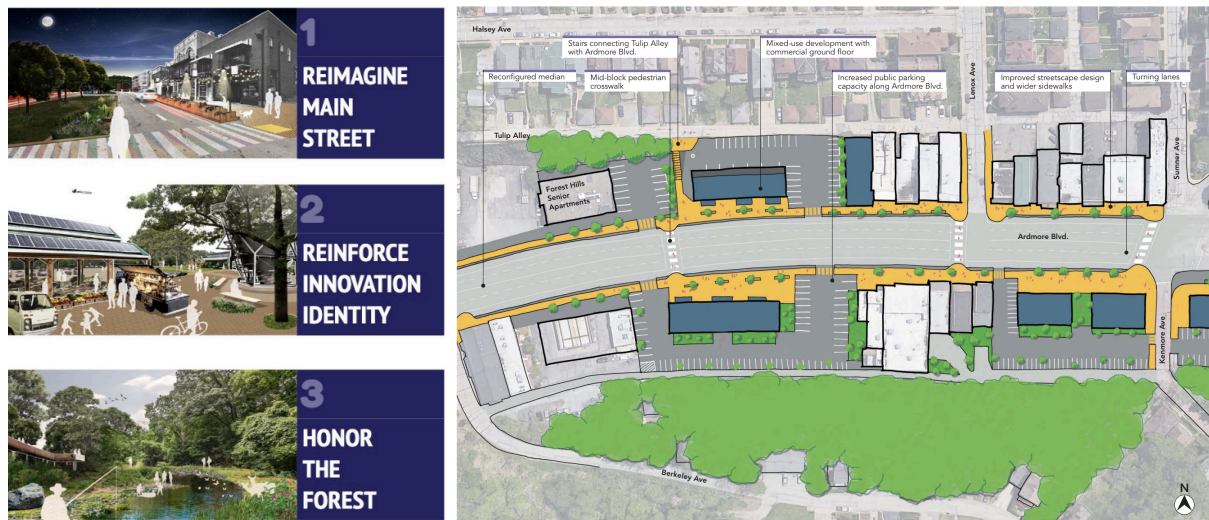 1
REIMAGINE
MAIN
STREET
2
REINFORCE
INNOVATION
IDENTITY
3
HONOR
THE
FOREST
Halsey Ave
Stairs connecting Tulip Alley
with Ardmore Blvd.
Mixed-use development with
commercial ground floor
Reconfigured median
Mid-block pedestrian
crosswalk
Increased public parking
capacity along Ardmore Blvd.
Lenox Ave
Improved streetscape design
and wider sidewalks
Turning lanes
Tulip Alley
Forest Hills
Senior
Apartments
Sumner Ave
Ardmore Blvd.
Kenmore Ave
Berkeley Ave
N